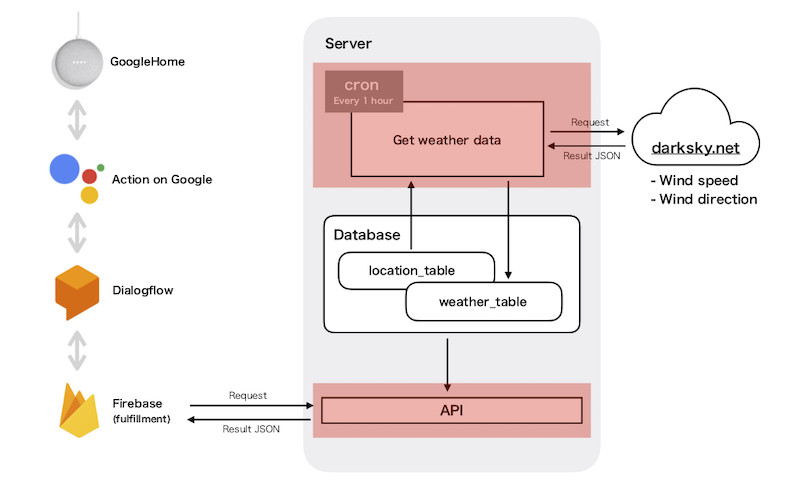 GoogleHome
Action on Google
Dialogflow
Firebase
(fulfillment)
Request
Result JSON
Server
cron
Every 1 hour
Get weather data
Request
Result JSON
darksky.net
- Wind speed
- Wind direction
Database
location_table
weather_table
API